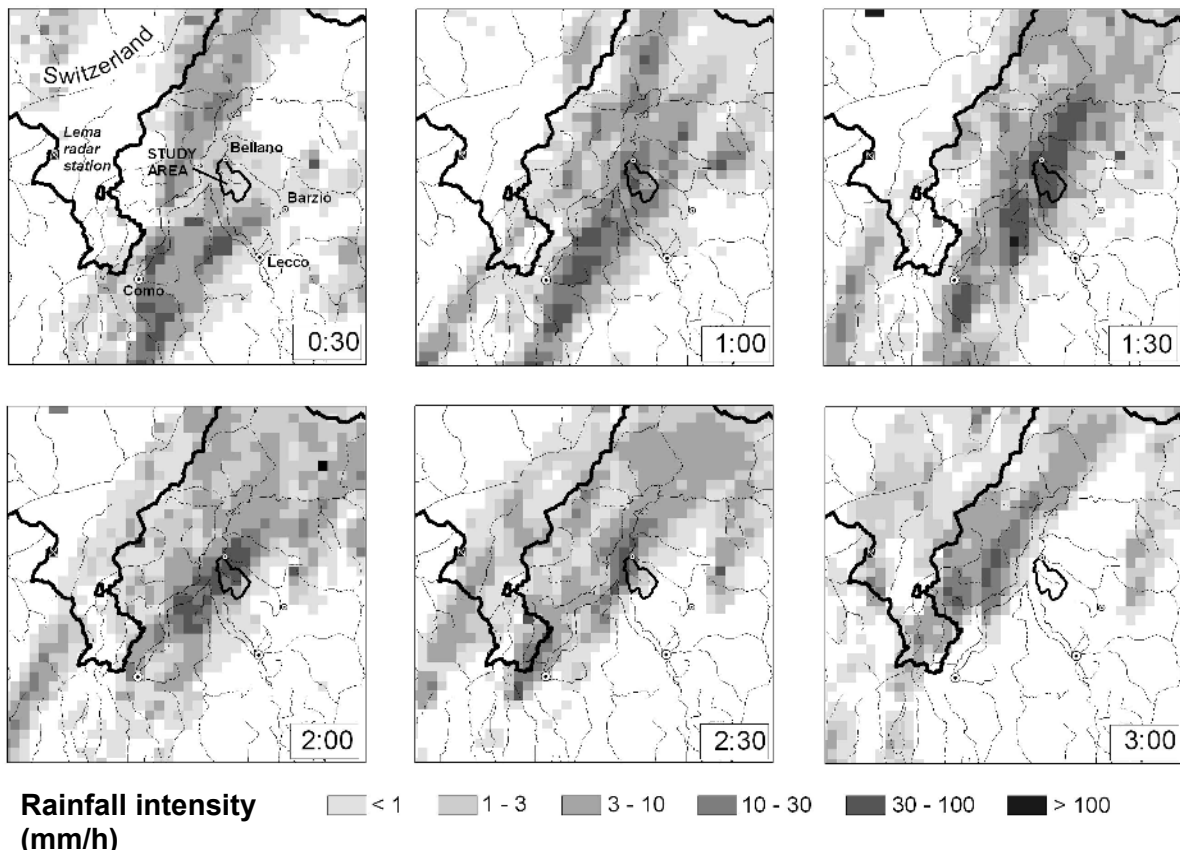 Switzerland
Lema
radar
station
STUDY
AREA
Bellano
Barzio
Lecco
Como
0:30
1:00
1:30
2:00
2:30
3:00
Rainfall intensity
(mm/h)
< 1
1 - 3
3 - 10
10 - 30
30 - 100
> 100